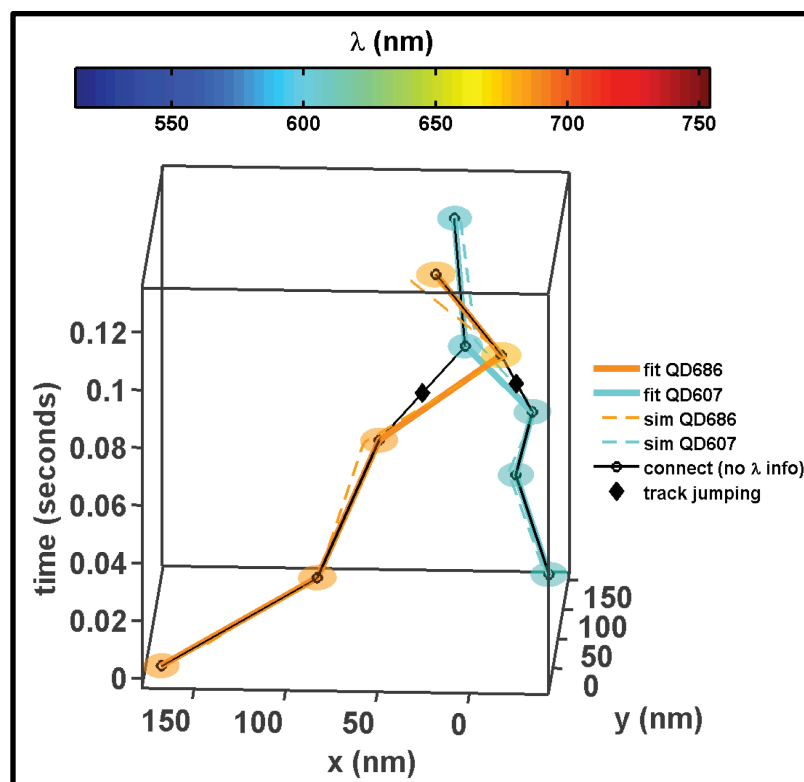 λ (nm)
550 600 650 700 750
0.12
0.1
0.08
0.06
0.04
0.02
0
time (seconds)
fit QD686
fit QD607
sim QD686
sim QD607
connect (no λ info)
track jumping
150
100
50
0
y (nm)
150 100 50 0
x (nm)